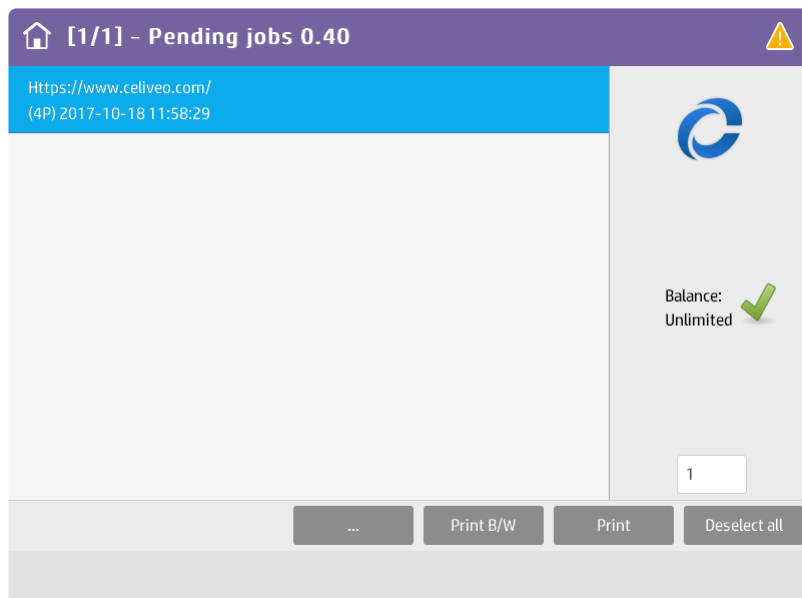 [1/1] - Pending jobs 0.40
Https://www.celiveo.com/
(4P) 2017-10-18 11:58:29
Balance:
Unlimited
1
...
Print B/W
Print
Deselect all